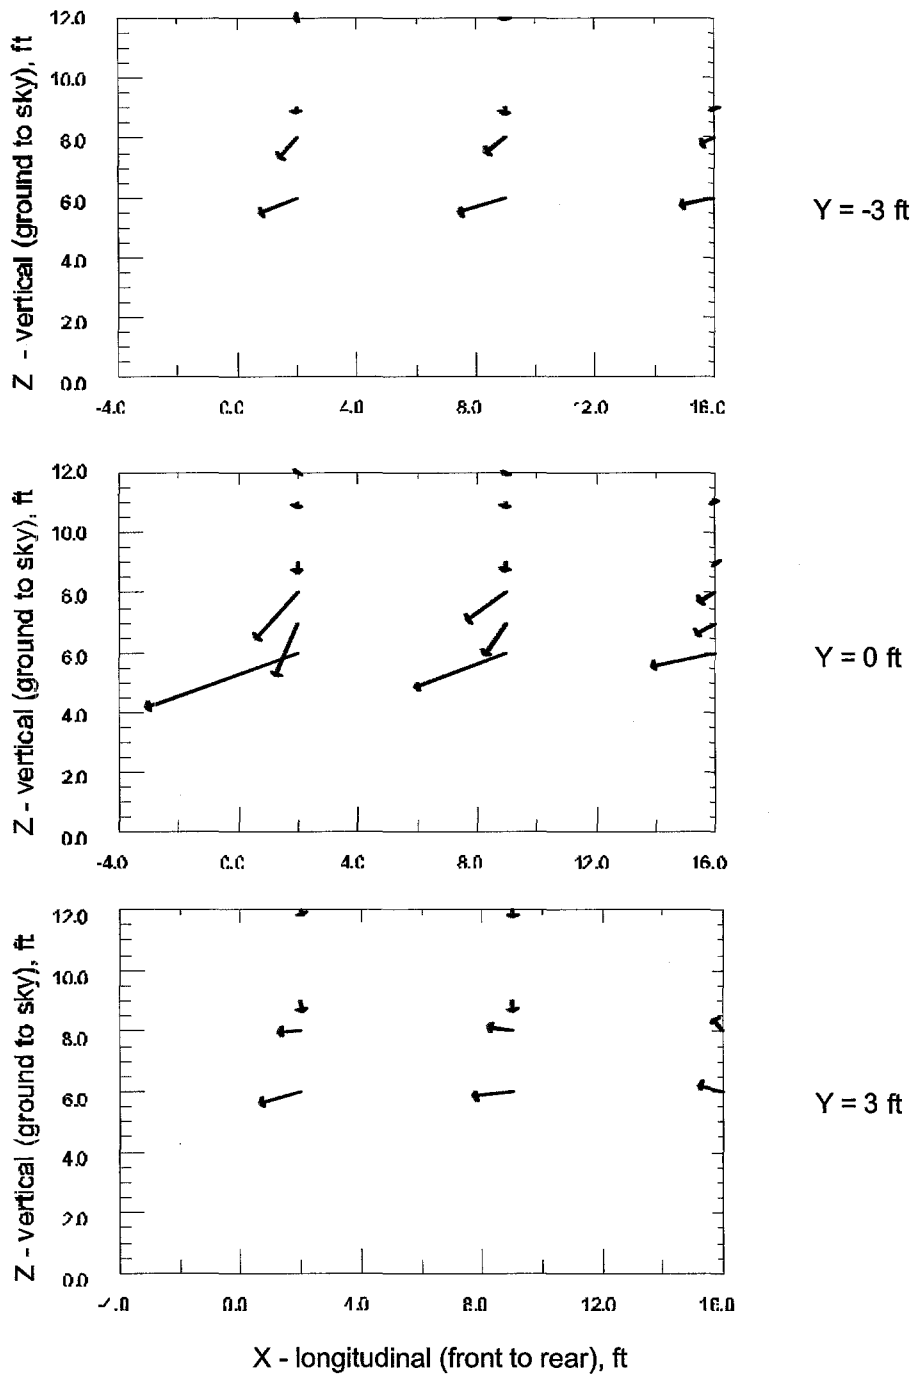 Z - vertical (ground to sky), ft
12.0
10.0
8.0
6.0
4.0
2.0
0.0
-4.0 0.0 4.0 8.0 12.0 16.0
Y = -3 ft
Z - vertical (ground to sky), ft
12.0
10.0
8.0
6.0
4.0
2.0
0.0
-4.0 0.0 4.0 8.0 12.0 16.0
Y = 0 ft
Z - vertical (ground to sky), ft
12.0
10.0
8.0
6.0
4.0
2.0
0.0
-4.0 0.0 4.0 8.0 12.0 16.0
Y = 3 ft
X - longitudinal (front to rear), ft